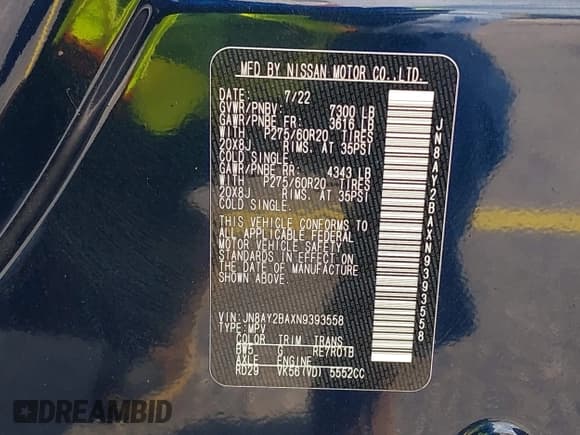 MFD BY NISSAN MOTOR CO.,LTD.
DATE: 7/22
GVWR/PNBV: 7300 LB
GAWR/PNBE FR: 3616 LB
WITH P275/60R20 TIRES
20X8J RIMS. AT 35PSI
COLD SINGLE.
GAWR/PNBE RR: 4343 LB
WITH P275/60R20 TIRES
20X8J RIMS. AT 35PSI
COLD SINGLE.
THIS VEHICLE CONFORMS TO
ALL APPLICABLE FEDERAL
MOTOR VEHICLE SAFETY
STANDARDS IN EFFECT ON
THE DATE OF MANUFACTURE
SHOWN ABOVE.
VIN: JN8AY2BAXN9393558
TYPE: MPV
COLOR TRIM TRANS
BW5 G RE7R01B
AXLE ENGINE
RD29 VK56(VD) 5552CC
JN8AY2BAXN9393558
DREAMBID